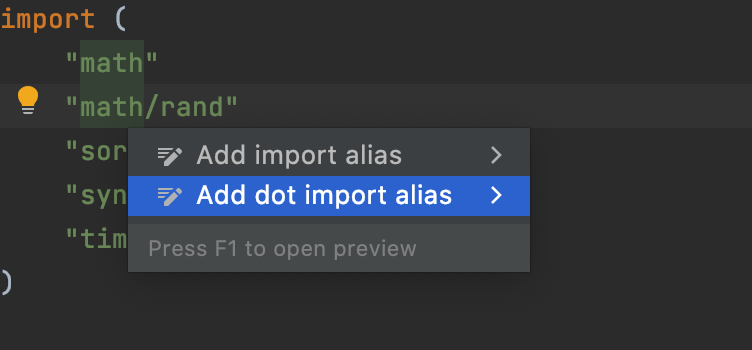 import (
"math"
"math/rand"
"sor
"syn
"tim
)
Add import alias
Add dot import alias
Press F1 to open preview